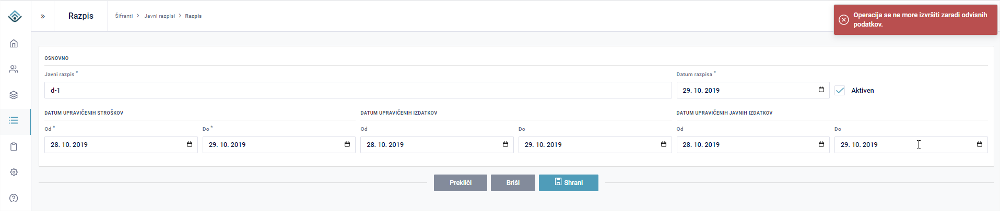 » Razpis Šifranti > Javni razpisi > Razpis
Operacija se ne more izvršiti zaradi odvisnih
podatkov.
OSNOVNO
Javni razpis * Datum razpisa *
d-1 29. 10. 2019 Aktiven
DATUM UPRAVIČENIH STROŠKOV DATUM UPRAVIČENIH IZDATKOV DATUM UPRAVIČENIH JAVNIH IZDATKOV
Od * Do * Od Do Od Do
28. 10. 2019 29. 10. 2019 28. 10. 2019 29. 10. 2019 28. 10. 2019 29. 10. 2019
Prekliči Briši Shrani